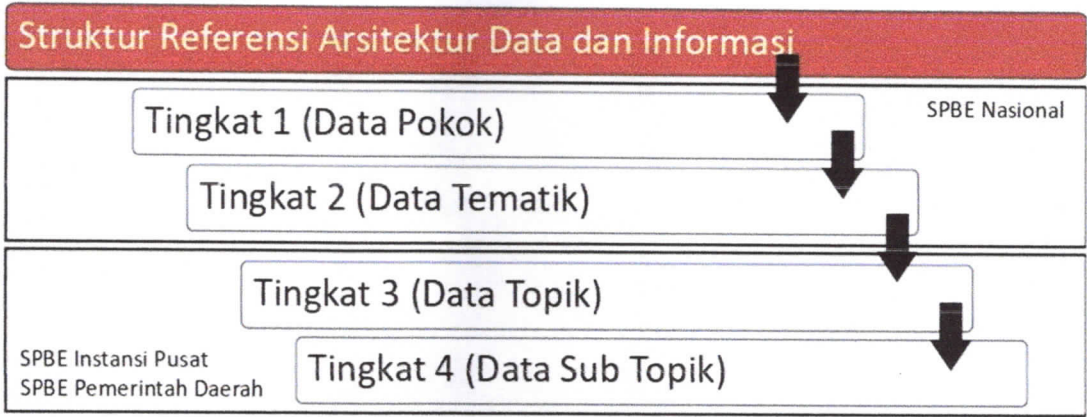 Struktur Referensi Arsitektur Data dan Informasi
Tingkat 1 (Data Pokok)
SPBE Nasional
Tingkat 2 (Data Tematik)
Tingkat 3 (Data Topik)
Tingkat 4 (Data Sub Topik)
SPBE Instansi Pusat
SPBE Pemerintah Daerah